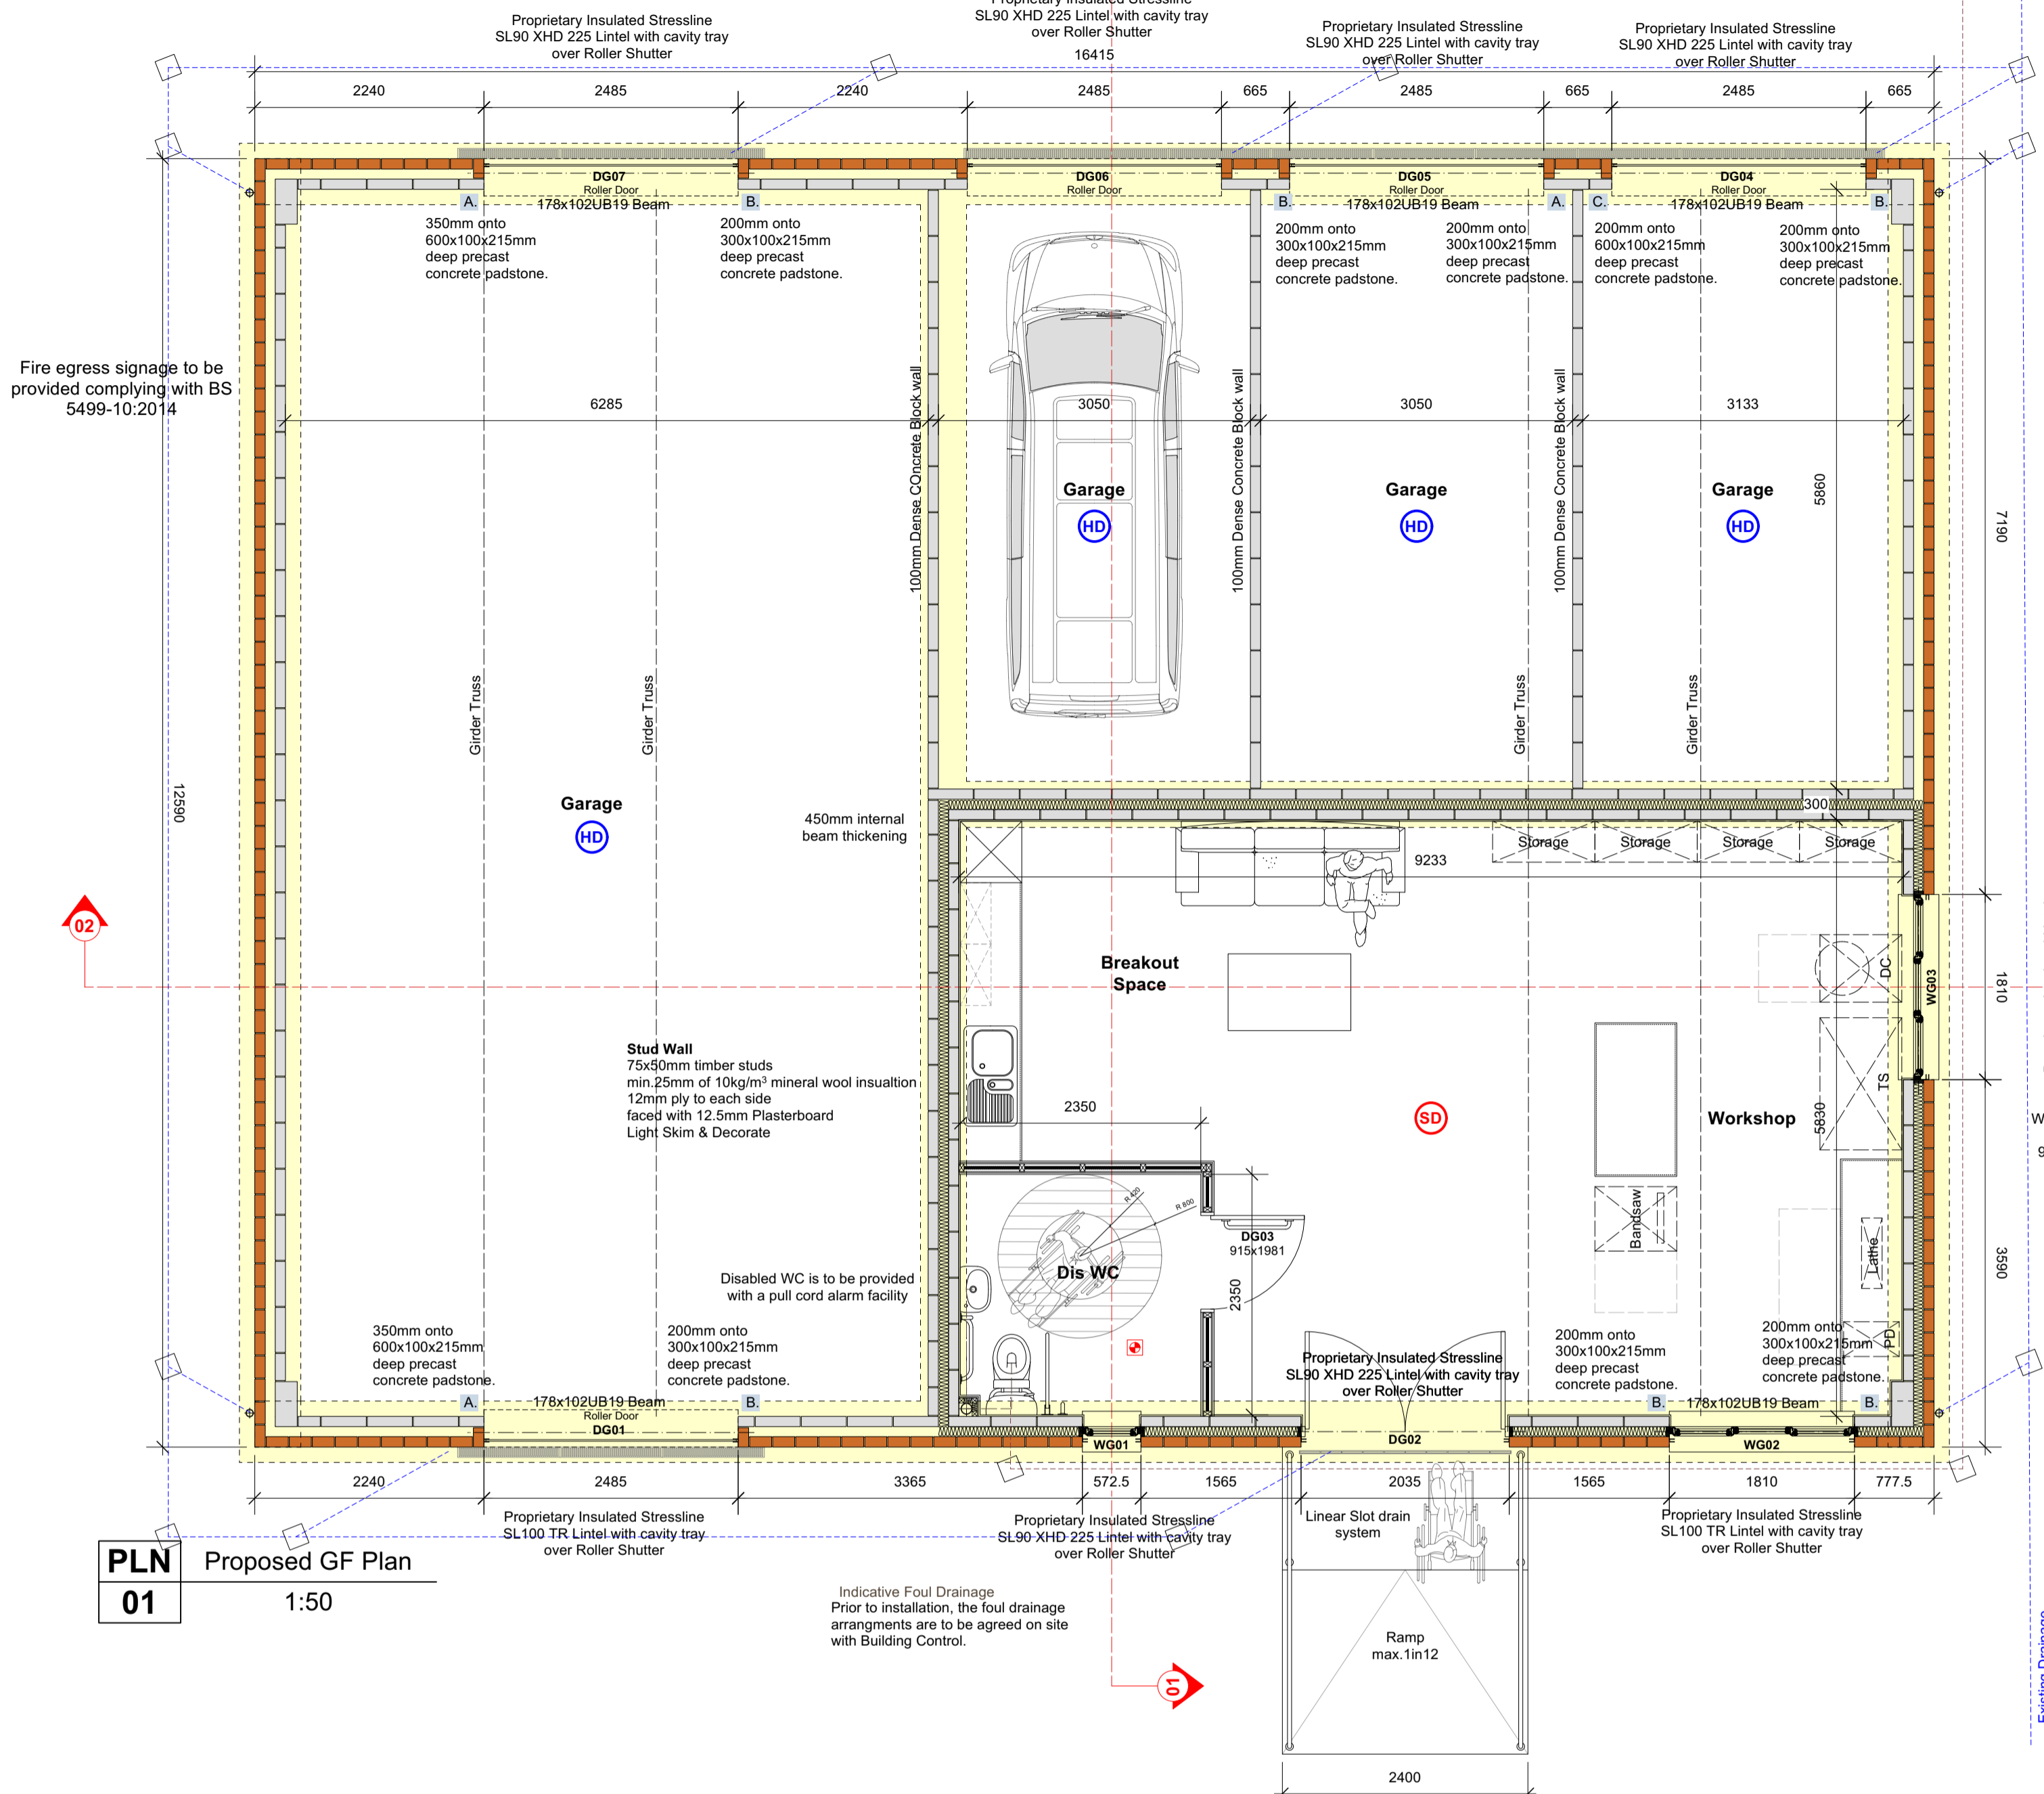 Proprietary Insulated Stressline
SL90 XHD 225 Lintel with cavity tray
over Roller Shutter
Proprietary Insulated Stressline
SL90 XHD 225 Lintel with cavity tray
over Roller Shutter
Proprietary Insulated Stressline
SL90 XHD 225 Lintel with cavity tray
over Roller Shutter
Proprietary Insulated Stressline
SL90 XHD 225 Lintel with cavity tray
over Roller Shutter
16415
2240
2485
2240
2485
665
2485
665
2485
665
DG07
Roller Door
178x102UB19 Beam
DG06
Roller Door
DG05
Roller Door
178x102UB19 Beam
DG04
Roller Door
178x102UB19 Beam
A.
B.
B.
A.
C.
B.
350mm onto
600x100x215mm
deep precast
concrete padstone.
200mm onto
300x100x215mm
deep precast
concrete padstone.
200mm onto
300x100x215mm
deep precast
concrete padstone.
200mm onto
300x100x215mm
deep precast
concrete padstone.
200mm onto
600x100x215mm
deep precast
concrete padstone.
200mm onto
300x100x215mm
deep precast
concrete padstone.
Fire egress signage to be
provided complying with BS
5499-10:2014
6285
3050
3050
3133
100mm Dense COncrete Block wall
100mm Dense Concrete Block wall
100mm Dense Concrete Block wall
Garage
HD
Garage
HD
Garage
HD
5860
7190
Girder Truss
Girder Truss
Girder Truss
Girder Truss
12590
Garage
HD
450mm internal
beam thickening
300
9233
Storage
Storage
Storage
Storage
02
Breakout
Space
DC
WG03
1810
Stud Wall
75x50mm timber studs
min.25mm of 10kg/m³ mineral wool insualtion
12mm ply to each side
faced with 12.5mm Plasterboard
Light Skim & Decorate
2350
SD
Workshop
TS
5830
W
g
R 420
R 800
DG03
915x1981
Bandsaw
Lathe
3590
Dis WC
2350
Disabled WC is to be provided
with a pull cord alarm facility
350mm onto
600x100x215mm
deep precast
concrete padstone.
200mm onto
300x100x215mm
deep precast
concrete padstone.
Proprietary Insulated Stressline
SL90 XHD 225 Lintel with cavity tray
over Roller Shutter
200mm onto
300x100x215mm
deep precast
concrete padstone.
200mm onto
300x100x215mm
deep precast
concrete padstone.
PD
A.
178x102UB19 Beam
Roller Door
DG01
B.
WG01
DG02
B.
178x102UB19 Beam
B.
WG02
2240
2485
3365
572.5
1565
2035
1565
1810
777.5
Proprietary Insulated Stressline
SL100 TR Lintel with cavity tray
over Roller Shutter
Proprietary Insulated Stressline
SL90 XHD 225 Lintel with cavity tray
over Roller Shutter
Linear Slot drain
system
Proprietary Insulated Stressline
SL100 TR Lintel with cavity tray
over Roller Shutter
PLN
01
Proposed GF Plan
1:50
Indicative Foul Drainage
Prior to installation, the foul drainage
arrangments are to be agreed on site
with Building Control.
Ramp
max.1in12
01
2400
Existing Drainage